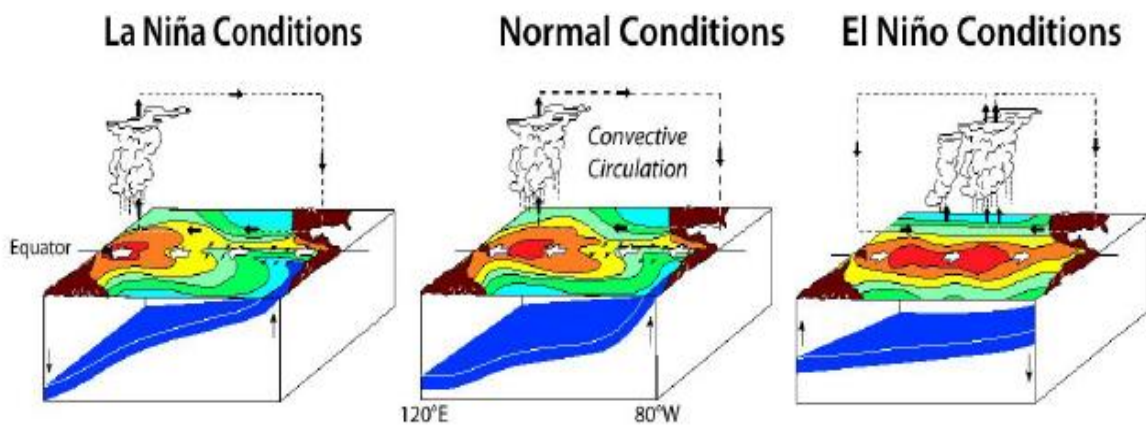 La Niña Conditions
Normal Conditions
El Niño Conditions
Convective
Circulation
Equator
120°E
80°W